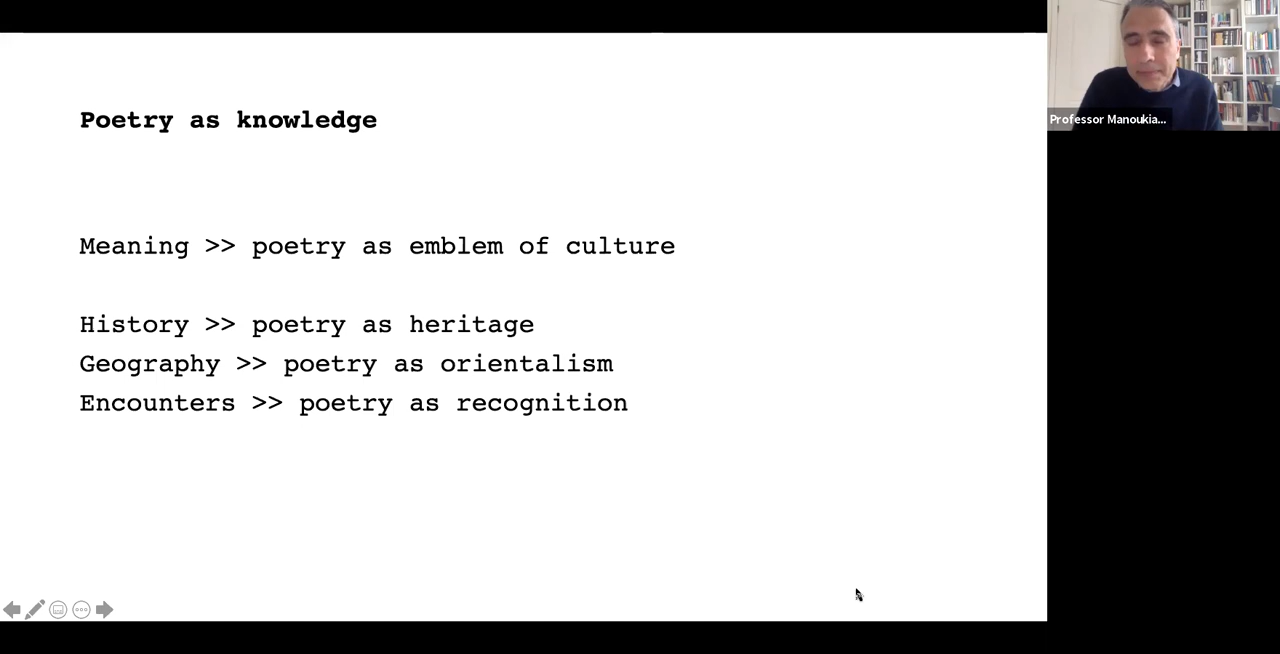 Poetry as knowledge
Meaning >> poetry as emblem of culture
History >> poetry as heritage
Geography >> poetry as orientalism
Encounters >> poetry as recognition
Professor Manoukia...